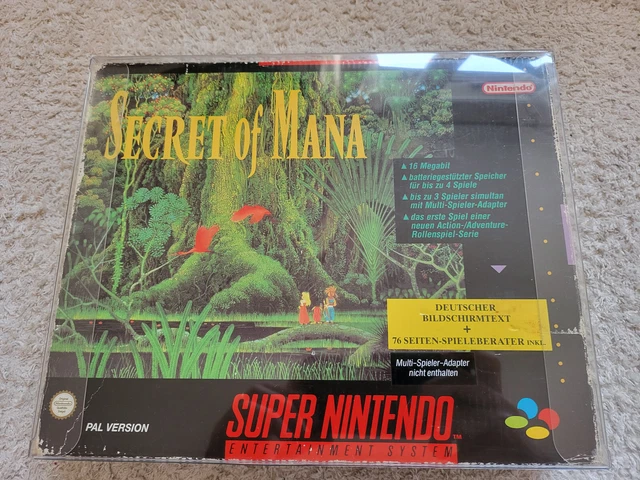 Nintendo
SECRET of MANA
▲ 16 Megabit
▲ batteriegestützter Speicher
für bis zu 4 Spiele
▲ bis zu 3 Spieler simultan
mit Multi-Spieler-Adapter
▲ das erste Spiel einer
neuen Action-/Adventure-
Rollenspiel-Serie
DEUTSCHER
BILDSCHIRMTEXT
+
76 SEITEN-SPIELEBERATER INKL.
Multi-Spieler-Adapter
nicht enthalten
PAL VERSION
SUPER NINTENDO™
ENTERTAINMENT SYSTEM